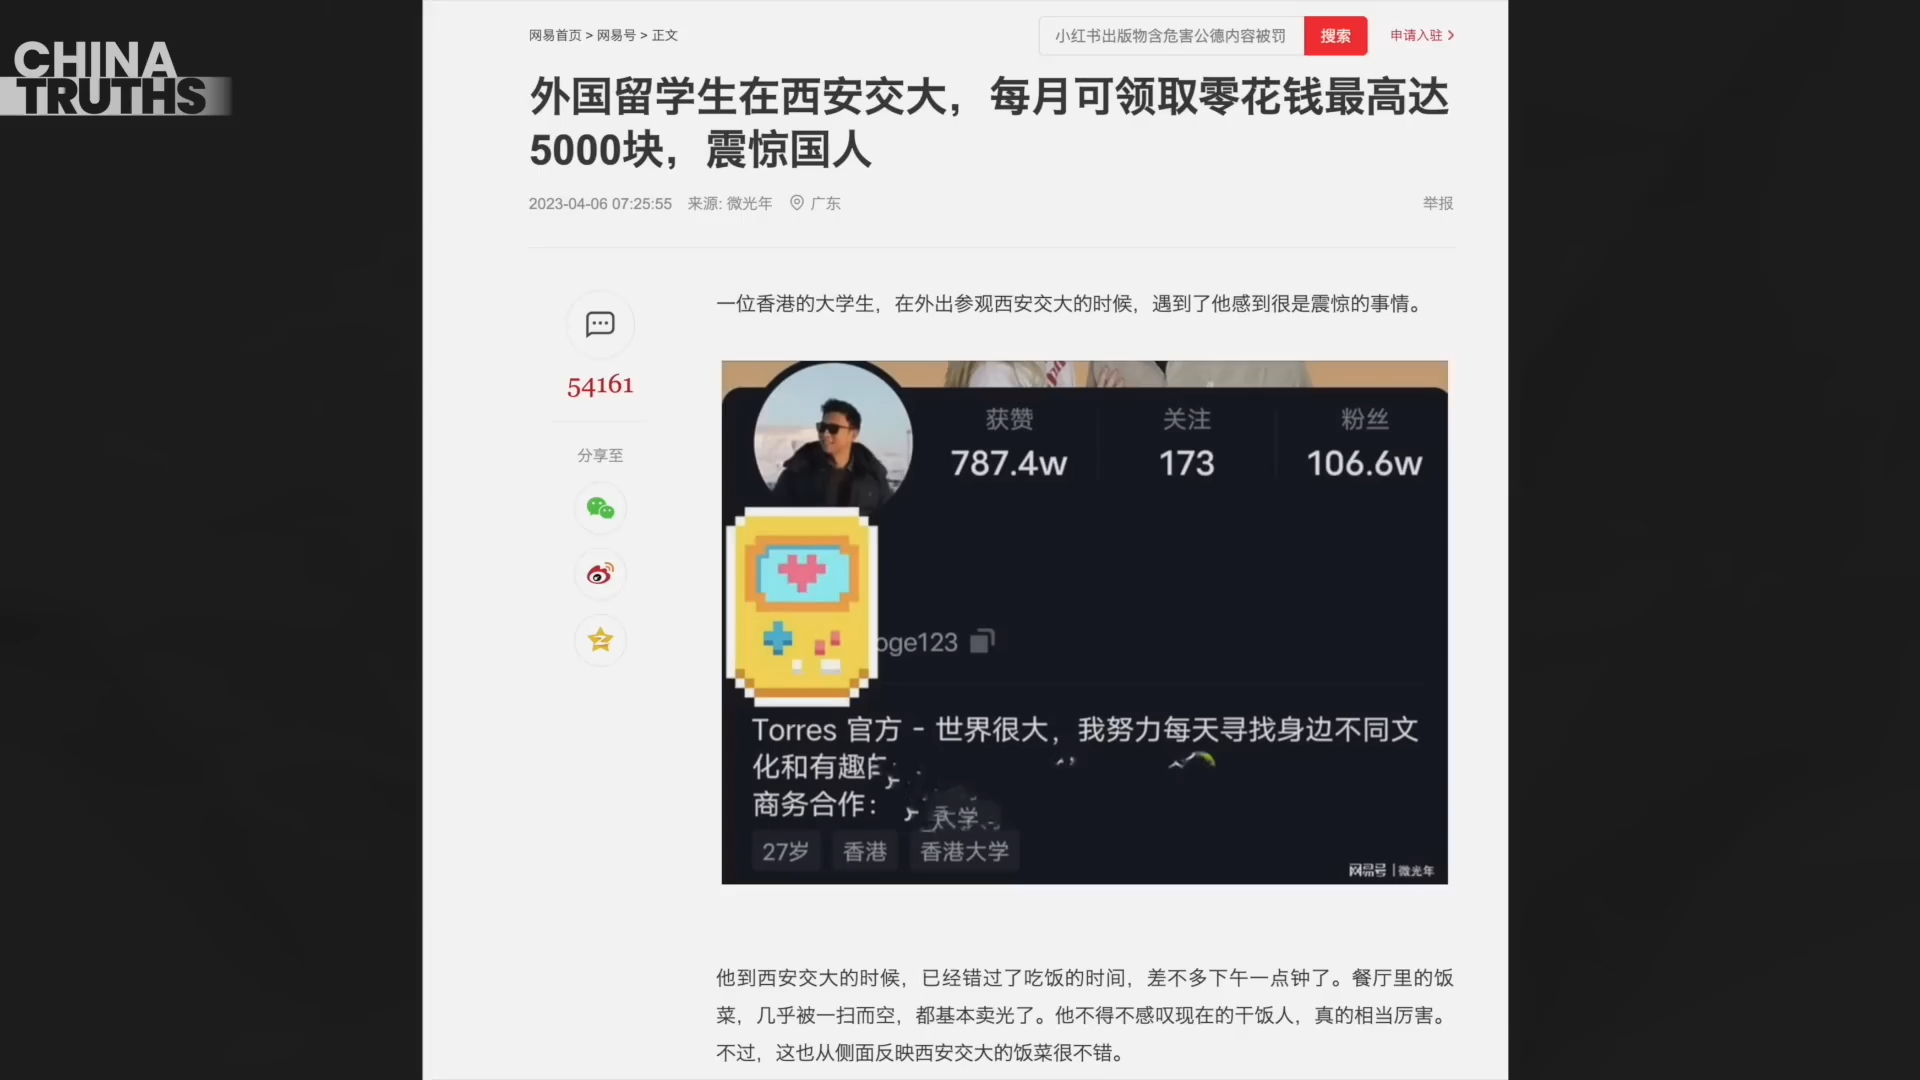 CHINA
TRUTHS
网易首页 > 网易号 > 正文
小红书出版物含危害公德内容被罚
搜索
申请入驻
外国留学生在西安交大，每月可领取零花钱最高达
5000块，震惊国人
2023-04-06 07:25:55 来源: 微光年 广东
举报
54161
分享至
一位香港的大学生，在外出参观西安交大的时候，遇到了他感到很是震惊的事情。
获赞 关注 粉丝
787.4w 173 106.6w
oge123
Torres 官方 - 世界很大，我努力每天寻找身边不同文
化和有趣
商务合作：
大学
27岁 香港 香港大学
网易号 | 微光年
他到西安交大的时候，已经错过了吃饭的时间，差不多下午一点钟了。餐厅里的饭
菜，几乎被一扫而空，都基本卖光了。他不得不感叹现在的干饭人，真的相当厉害。
不过，这也从侧面反映西安交大的饭菜很不错。